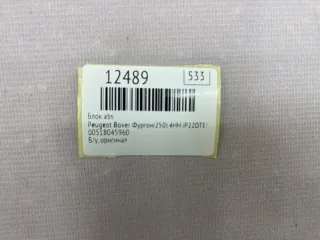 12489 533
Блок abs
Peugeot Boxer Фургон(250) 4HH (P22DTE)
00518045960
Б/у, оригинал